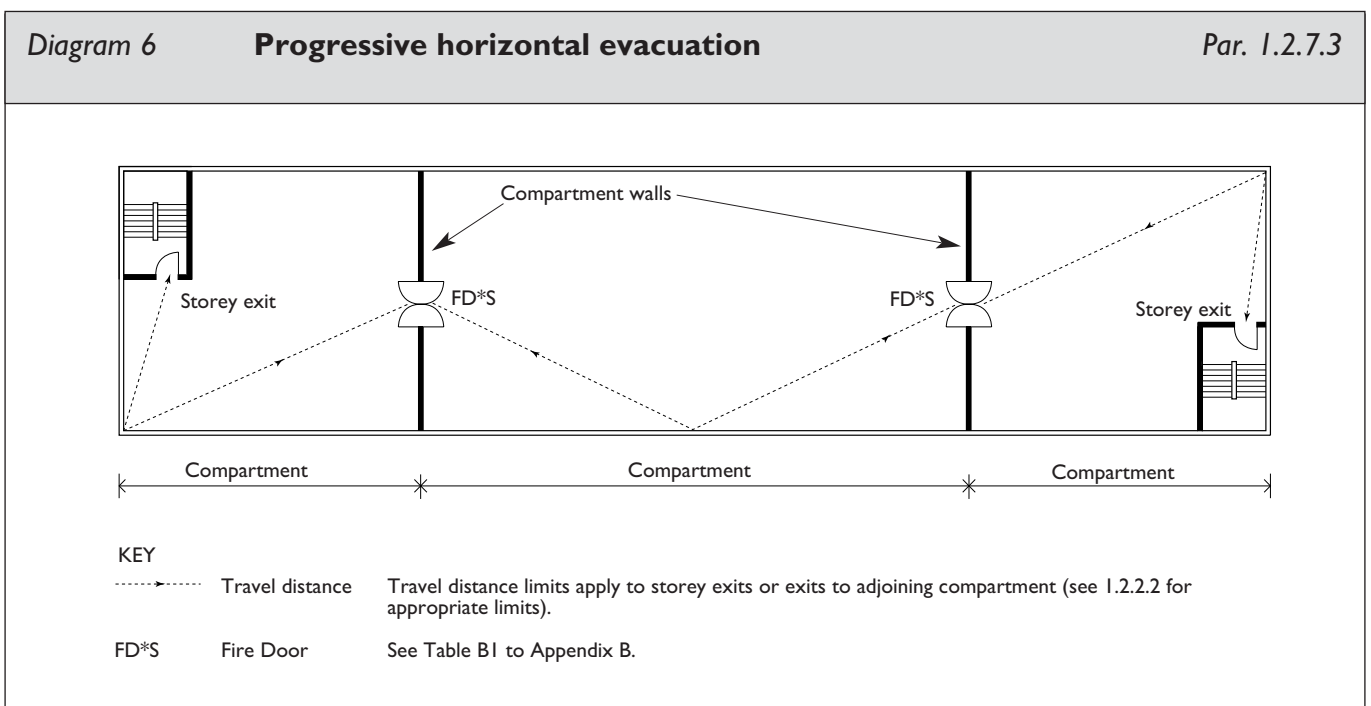 Diagram 6 Progressive horizontal evacuation Par. 1.2.7.3
Compartment walls
Storey exit
FD*S
FD*S
Storey exit
Compartment
Compartment
Compartment
KEY
Travel distance Travel distance limits apply to storey exits or exits to adjoining compartment (see 1.2.2.2 for
appropriate limits).
FD*S Fire Door See Table B1 to Appendix B.